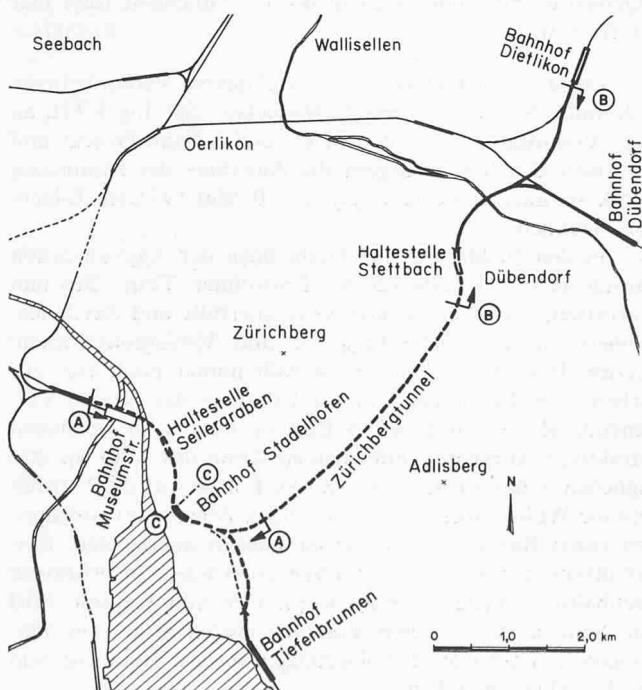 Seebach
Wallisellen
Bahnhof
Dietlikon
B
Oerlikon
Bahnhof
Dübendorf
Haltestelle
Stettbach
Dübendorf
B
Zürichberg
Haltestelle
Seilergraben
A
Bahnhof
Museumstr.
C
Bahnhof-Stadelhofen
Zürichbergtunnel
Adlisberg
N
C
A
Bahnhof
Tiefenbrunnen
0 1,0 2,0 km